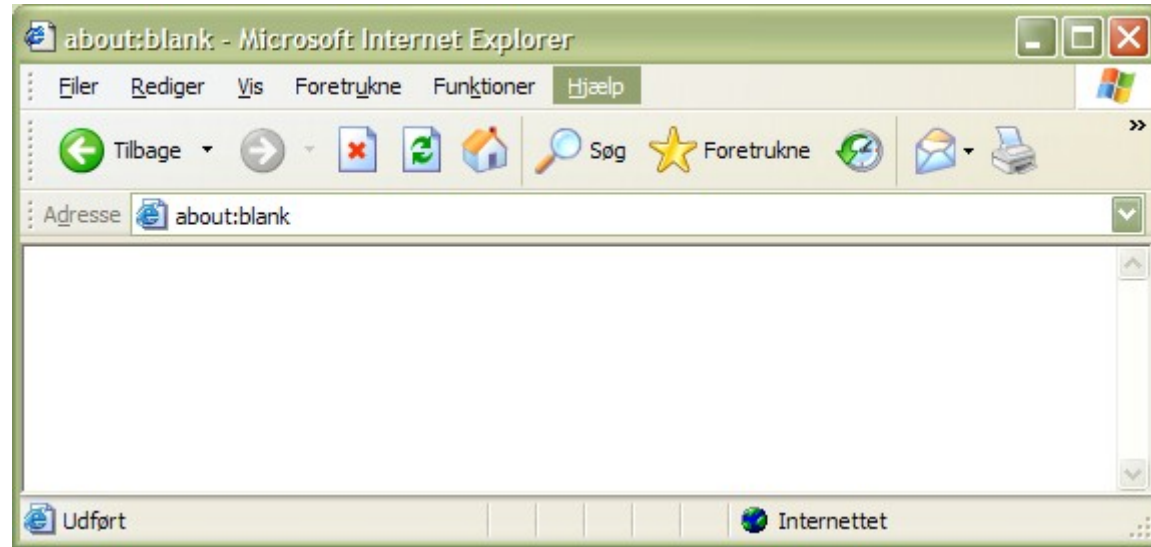 about:blank - Microsoft Internet Explorer
Filer Rediger Vis Foretrukne Funktioner Hjælp
Tilbage Søg Foretrukne »
Adresse about:blank
Udført Internettet